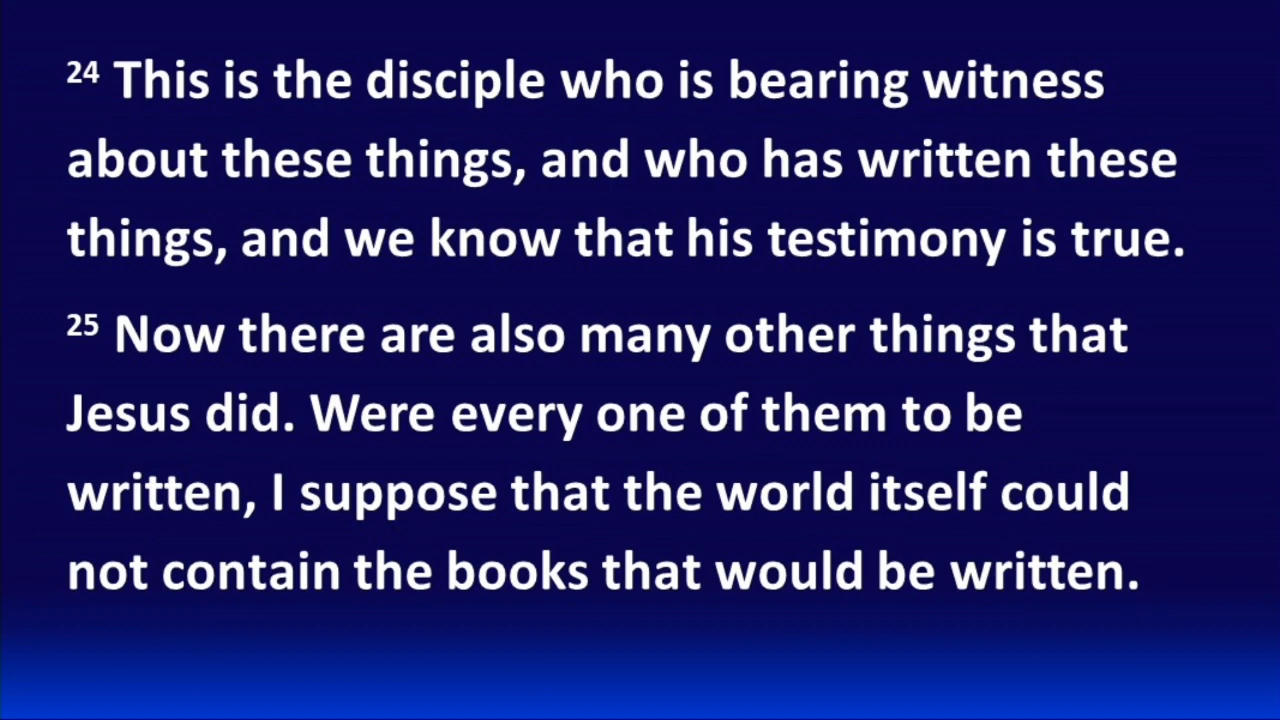 24 This is the disciple who is bearing witness
about these things, and who has written these
things, and we know that his testimony is true.
25 Now there are also many other things that
Jesus did. Were every one of them to be
written, I suppose that the world itself could
not contain the books that would be written.